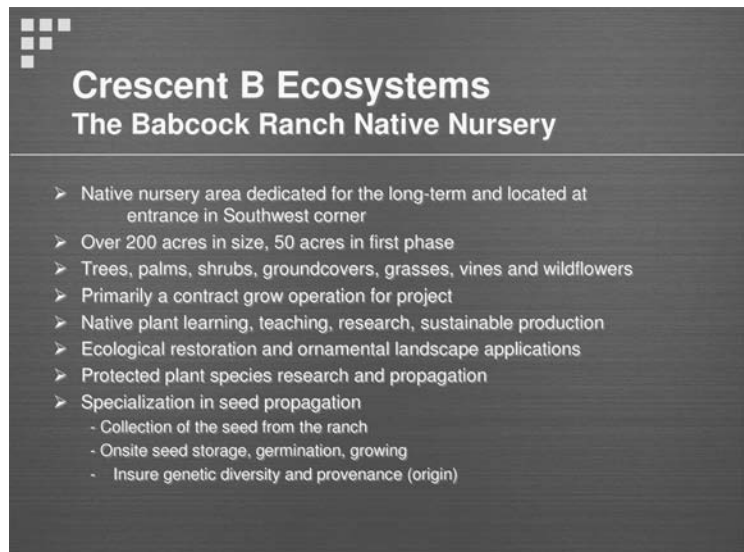 Crescent B Ecosystems
The Babcock Ranch Native Nursery
➢ Native nursery area dedicated for the long-term and located at
entrance in Southwest corner
➢ Over 200 acres in size, 50 acres in first phase
➢ Trees, palms, shrubs, groundcovers, grasses, vines and wildflowers
➢ Primarily a contract grow operation for project
➢ Native plant learning, teaching, research, sustainable production
➢ Ecological restoration and ornamental landscape applications
➢ Protected plant species research and propagation
➢ Specialization in seed propagation
- Collection of the seed from the ranch
- Onsite seed storage, germination, growing
- Insure genetic diversity and provenance (origin)